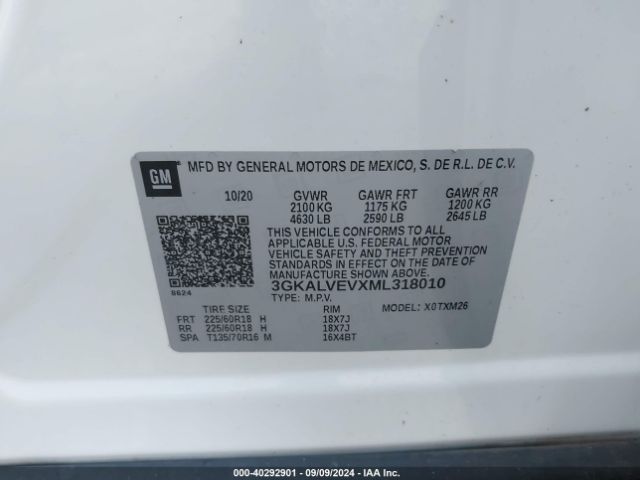 GM
MFD BY GENERAL MOTORS DE MEXICO, S. DE R.L. DE C.V.
10/20 GVWR GAWR FRT GAWR RR
2100 KG 1175 KG 1200 KG
4630 LB 2590 LB 2645 LB
THIS VEHICLE CONFORMS TO ALL
APPLICABLE U.S. FEDERAL MOTOR
VEHICLE SAFETY AND THEFT PREVENTION
STANDARDS IN EFFECT ON THE DATE OF
MANUFACTURE SHOWN ABOVE.
8624 3GKALVEVXML318010
TYPE: M.P.V.
TIRE SIZE RIM MODEL: X0TXM26
FRT 225/60R18 H 18X7J
RR 225/60R18 H 18X7J
SPA T135/70R16 M 16X4BT
000-40292901 - 09/09/2024 - IAAI.COM